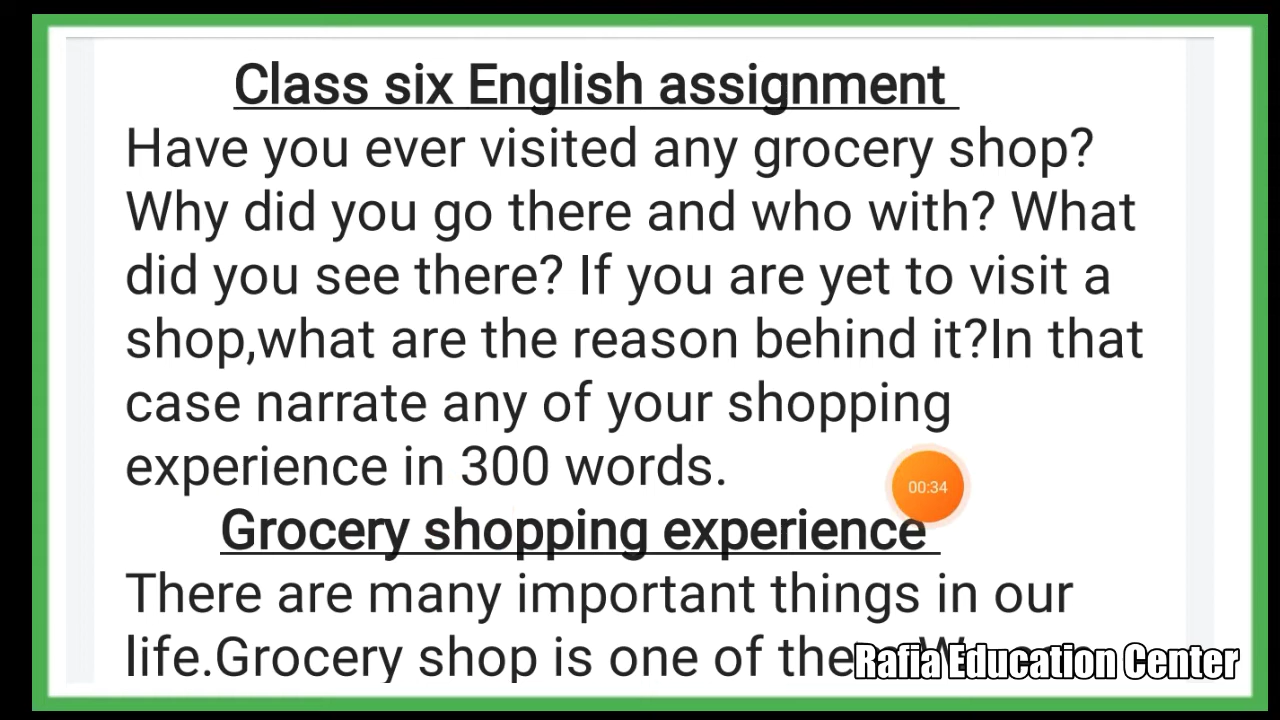 Class six English assignment
Have you ever visited any grocery shop?
Why did you go there and who with? What
did you see there? If you are yet to visit a
shop,what are the reason behind it?In that
case narrate any of your shopping
experience in 300 words.
00:34
Grocery shopping experience
There are many important things in our
life.Grocery shop is one of
Rafia Education Center